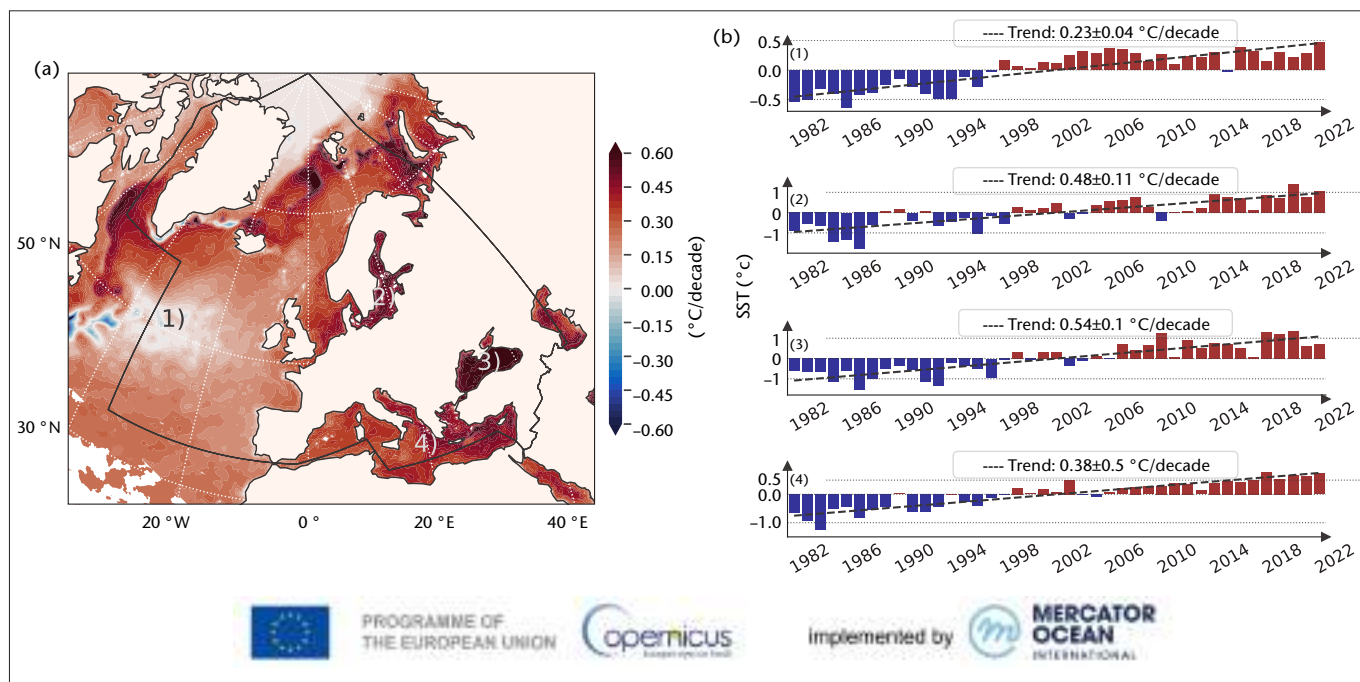 (a)
50 °N
30 °N
20 °W
0 °
20 °E
40 °E
1)
2)
3)
4)
0.60
0.45
0.30
0.15
0.00
−0.15
−0.30
−0.45
−0.60
(°C/decade)
(b)
SST (°c)
---- Trend: 0.23±0.04 °C/decade
(1)
0.5
0.0
−0.5
1982 1986 1990 1994 1998 2002 2006 2010 2014 2018 2022
---- Trend: 0.48±0.11 °C/decade
(2)
1
0
−1
1982 1986 1990 1994 1998 2002 2006 2010 2014 2018 2022
---- Trend: 0.54±0.1 °C/decade
(3)
1
0
−1
1982 1986 1990 1994 1998 2002 2006 2010 2014 2018 2022
---- Trend: 0.38±0.5 °C/decade
(4)
0.5
0.0
−1.0
1982 1986 1990 1994 1998 2002 2006 2010 2014 2018 2022
PROGRAMME OF
THE EUROPEAN UNION
opernicus
implemented by
MERCATOR
OCEAN
INTERNATIONAL